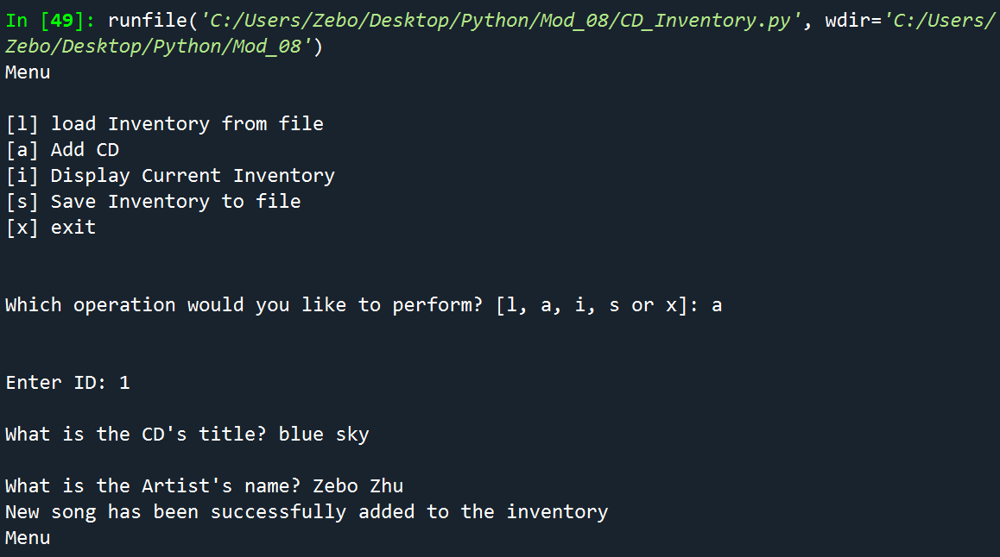 In [49]: runfile('C:/Users/Zebo/Desktop/Python/Mod_08/CD_Inventory.py', wdir='C:/Users/
Zebo/Desktop/Python/Mod_08')
Menu
[l] load Inventory from file
[a] Add CD
[i] Display Current Inventory
[s] Save Inventory to file
[x] exit
Which operation would you like to perform? [l, a, i, s or x]: a
Enter ID: 1
What is the CD's title? blue sky
What is the Artist's name? Zebo Zhu
New song has been successfully added to the inventory
Menu